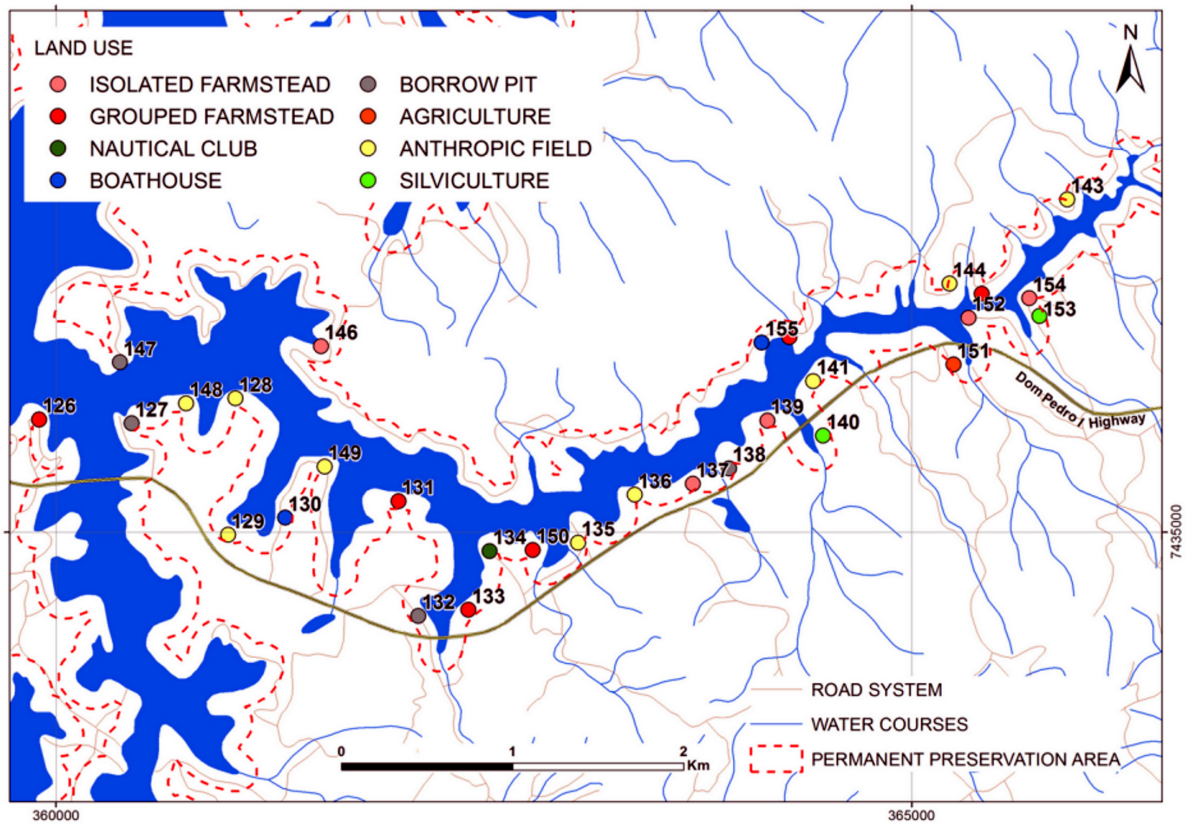 LAND USE
ISOLATED FARMSTEAD
GROUPED FARMSTEAD
NAUTICAL CLUB
BOATHOUSE
BORROW PIT
AGRICULTURE
ANTHROPIC FIELD
SILVICULTURE
N
143
144
154
152
153
155
146
147
151
141
148
128
126
127
139
140
Dom Pedro I Highway
149
138
137
136
131
130
129
134
150
135
7435000
132
133
ROAD SYSTEM
WATER COURSES
PERMANENT PRESERVATION AREA
0 1 2
Km
360000
365000